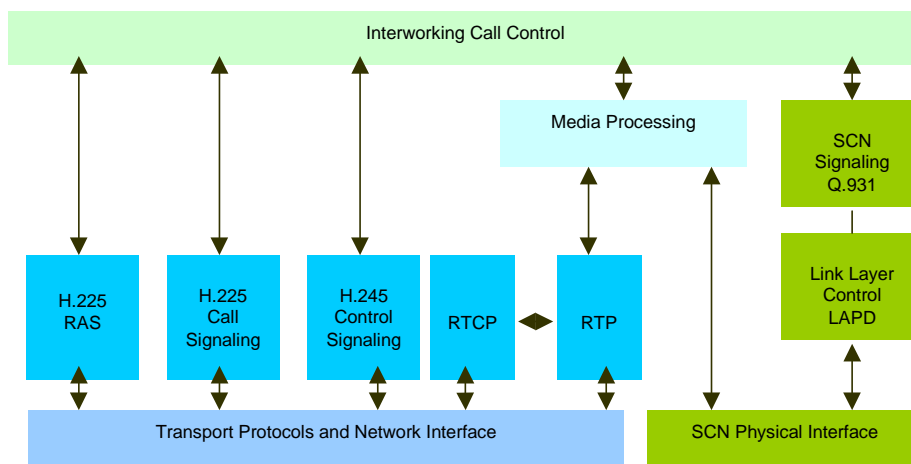 Interworking Call Control
Media Processing
SCN
Signaling
Q.931
H.225
RAS
H.225
Call
Signaling
H.245
Control
Signaling
RTCP
RTP
Link Layer
Control
LAPD
Transport Protocols and Network Interface
SCN Physical Interface